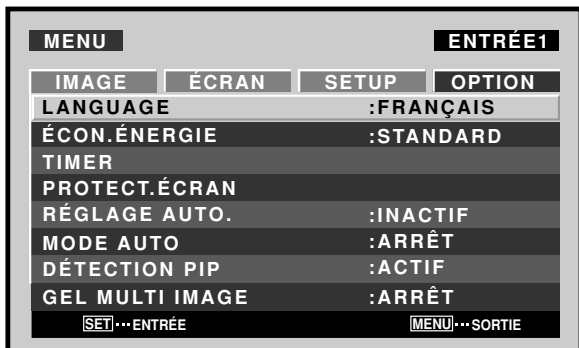 MENU ENTRÉE1
IMAGE ÉCRAN SETUP OPTION
LANGUAGE :FRANÇAIS
ÉCON.ÉNERGIE :STANDARD
TIMER
PROTECT.ÉCRAN
RÉGLAGE AUTO. :INACTIF
MODE AUTO :ARRÊT
DÉTECTION PIP :ACTIF
GEL MULTI IMAGE :ARRÊT
SET···ENTRÉE MENU···SORTIE